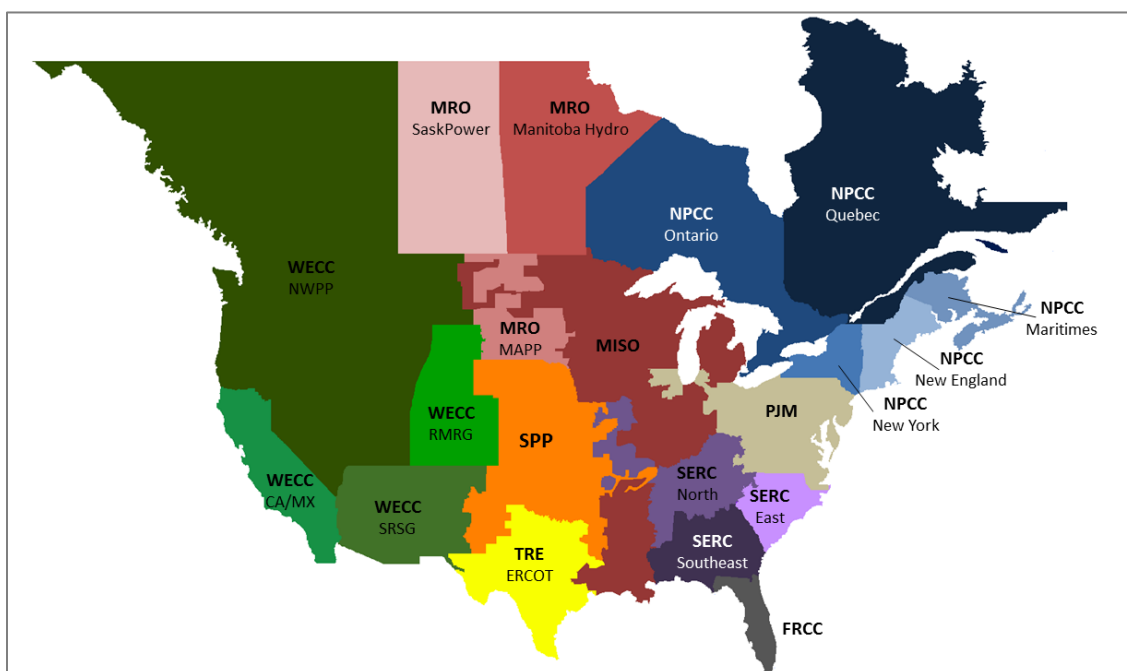 MRO
SaskPower
MRO
Manitoba Hydro
NPCC
Quebec
NPCC
Ontario
WECC
NWPP
NPCC
Maritimes
MRO
MAPP
MISO
NPCC
New England
WECC
RMRG
PJM
NPCC
New York
SPP
WECC
CA/MX
SERC
North
WECC
SRSG
SERC
East
SERC
Southeast
TRE
ERCOT
FRCC